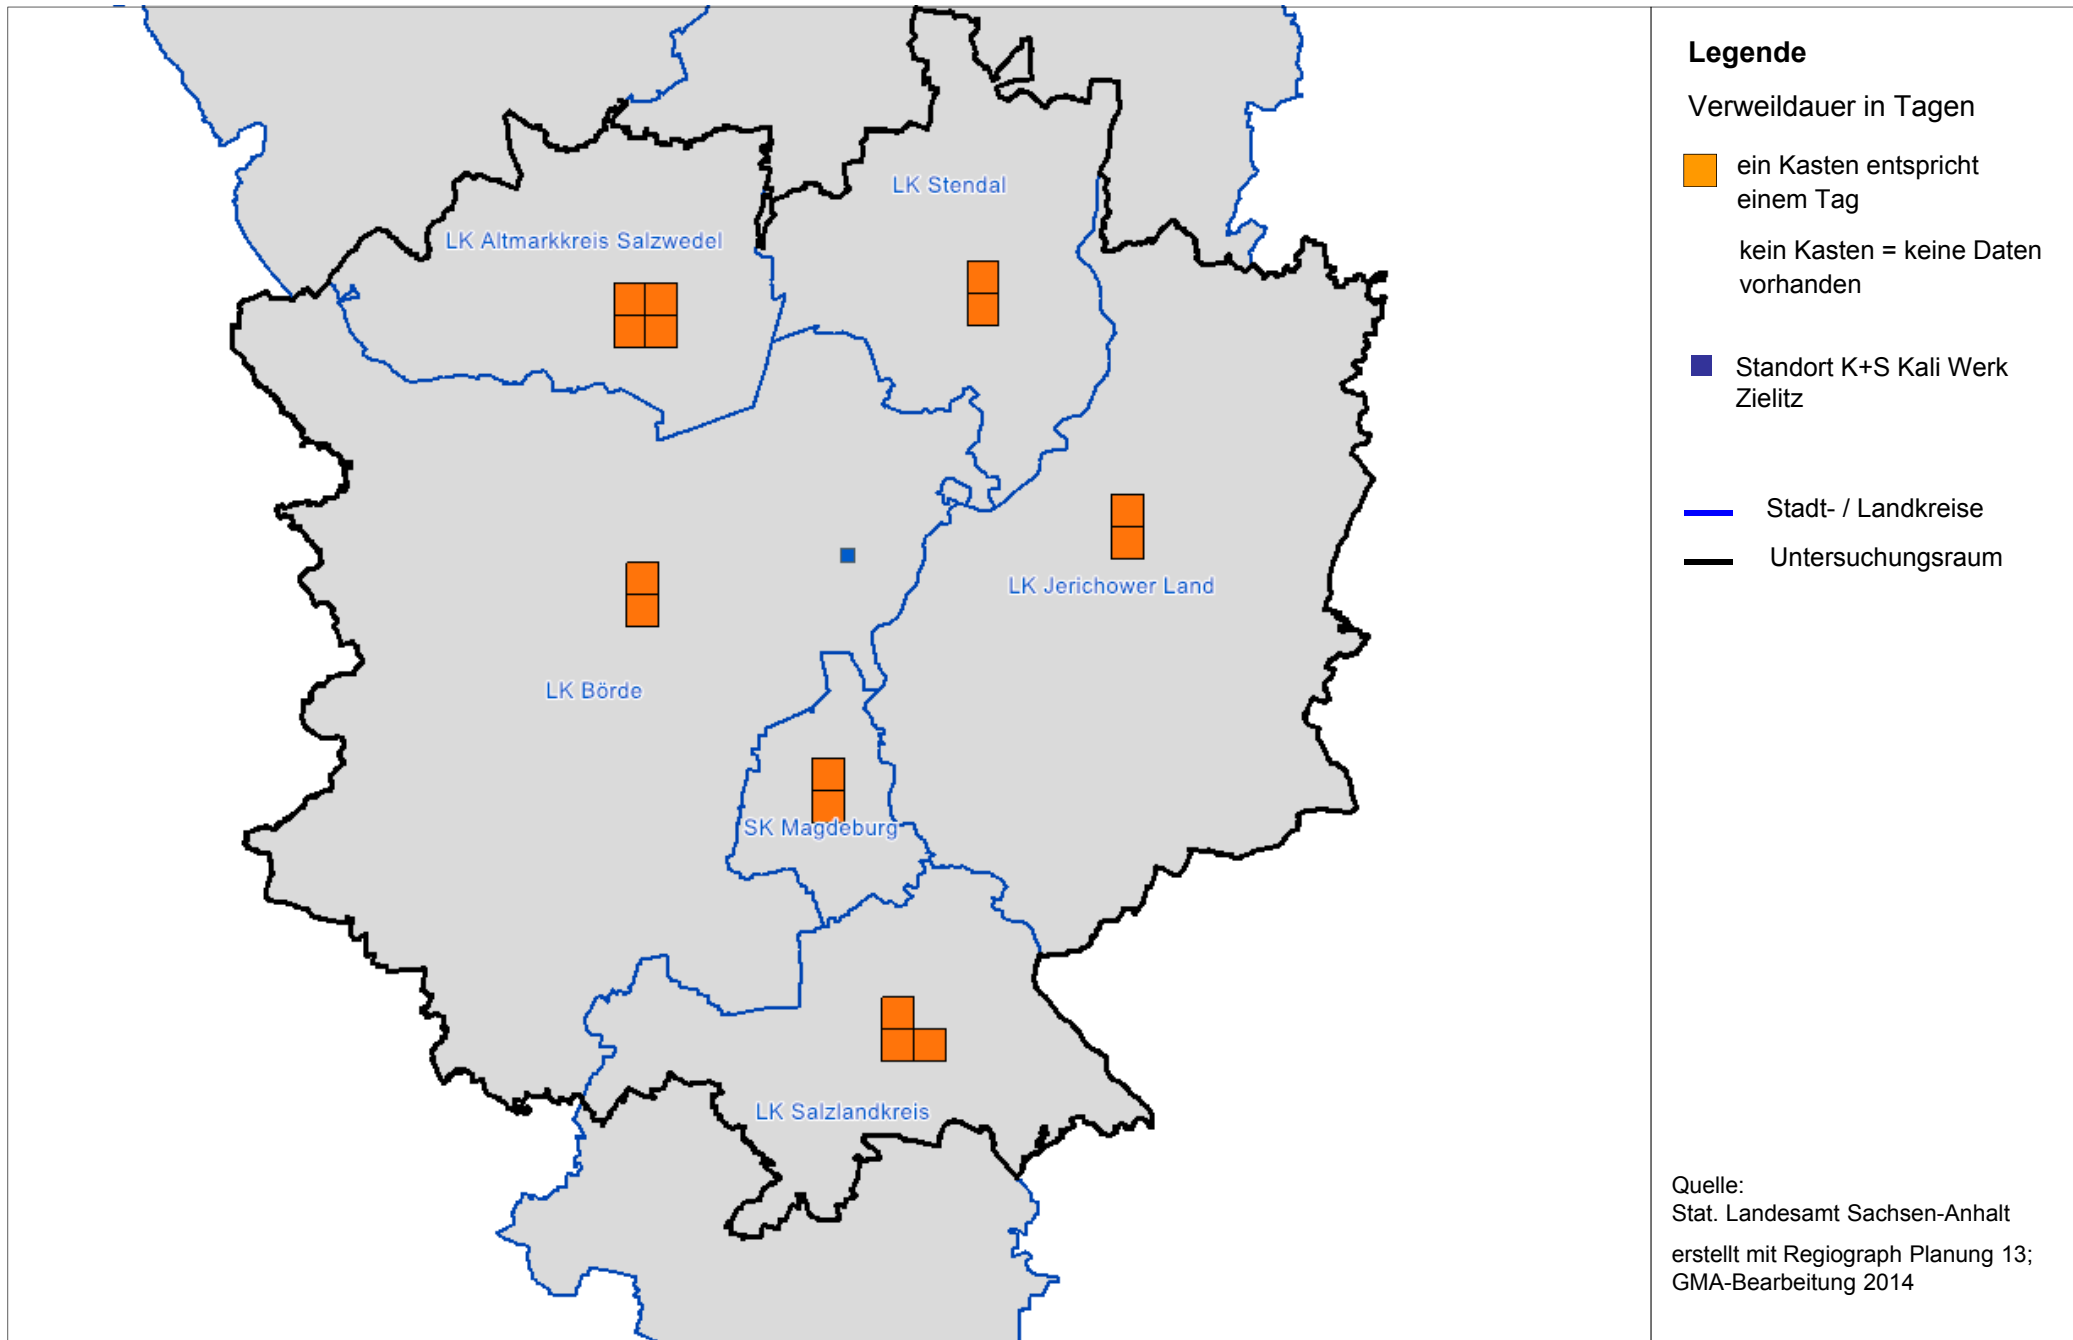 LK Stendal
LK Altmarkkreis Salzwedel
LK Jerichower Land
LK Börde
SK Magdeburg
LK Salzlandkreis
Legende
Verweildauer in Tagen
ein Kasten entspricht
einem Tag
kein Kasten = keine Daten
vorhanden
Standort K+S Kali Werk
Zielitz
Stadt- / Landkreise
Untersuchungsraum
Quelle:
Stat. Landesamt Sachsen-Anhalt
erstellt mit Regiograph Planung 13;
GMA-Bearbeitung 2014